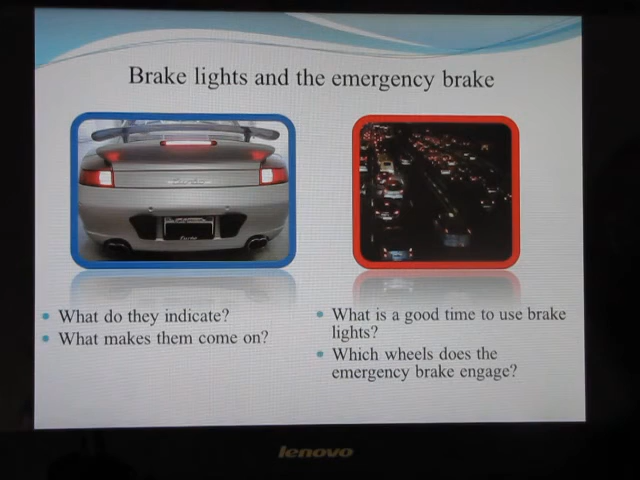 Brake lights and the emergency brake
What do they indicate?
What makes them come on?
What is a good time to use brake
lights?
Which wheels does the
emergency brake engage?
lenovo